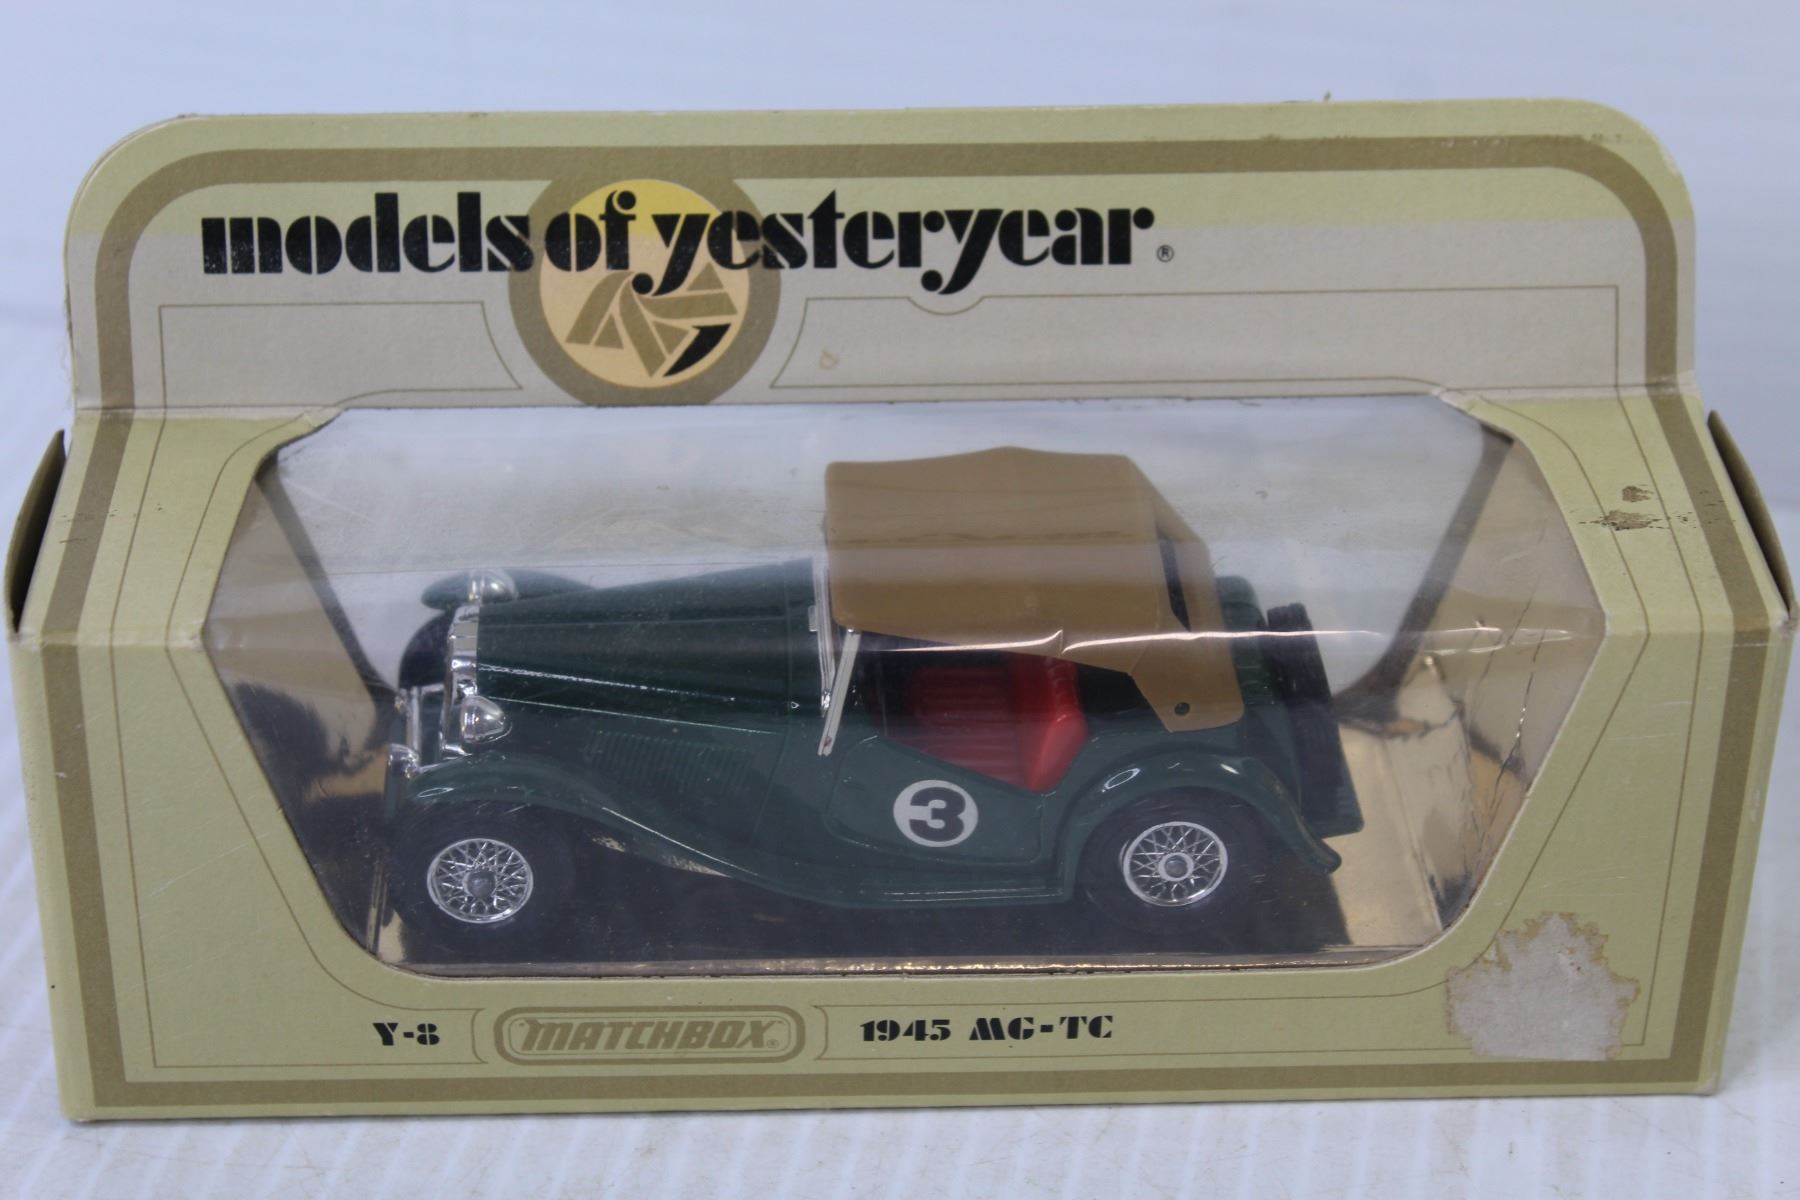 models of yesteryear®
3
Y-8 MATCHBOX® 1945 MG-TC